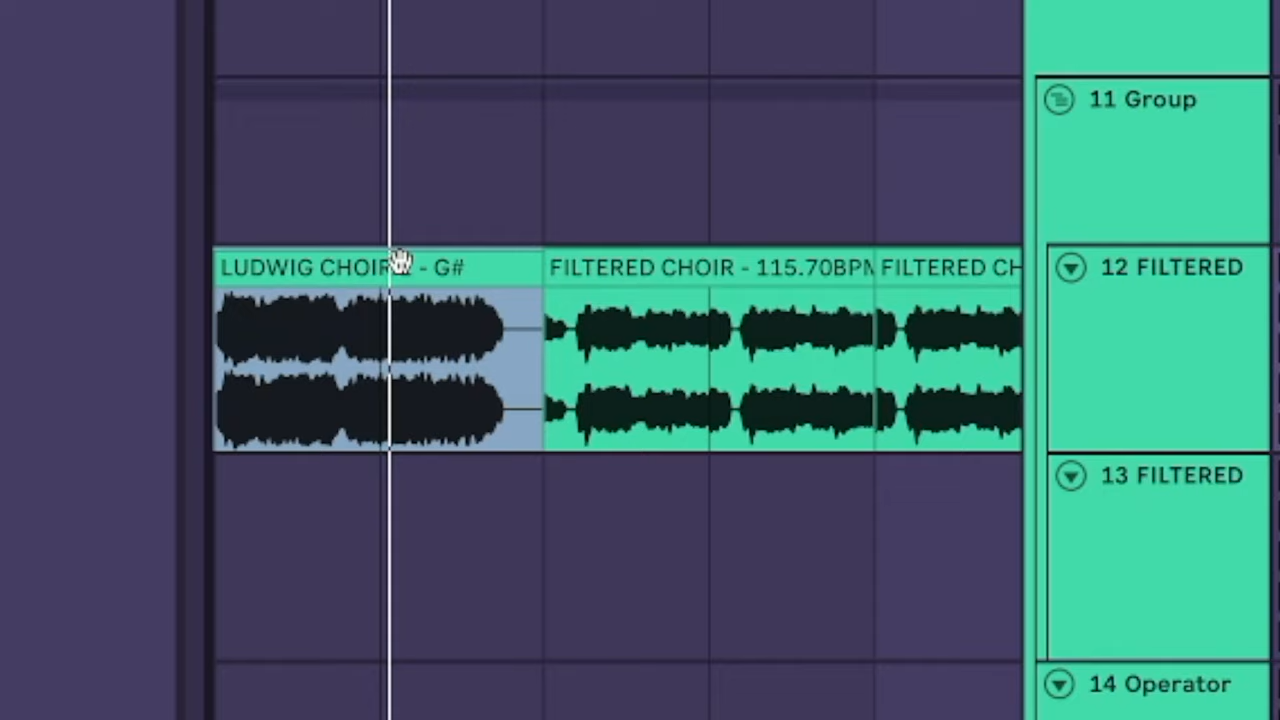 11 Group
LUDWIG CHOIR - G#
FILTERED CHOIR - 115.70BPM
FILTERED CH
12 FILTERED
13 FILTERED
14 Operator